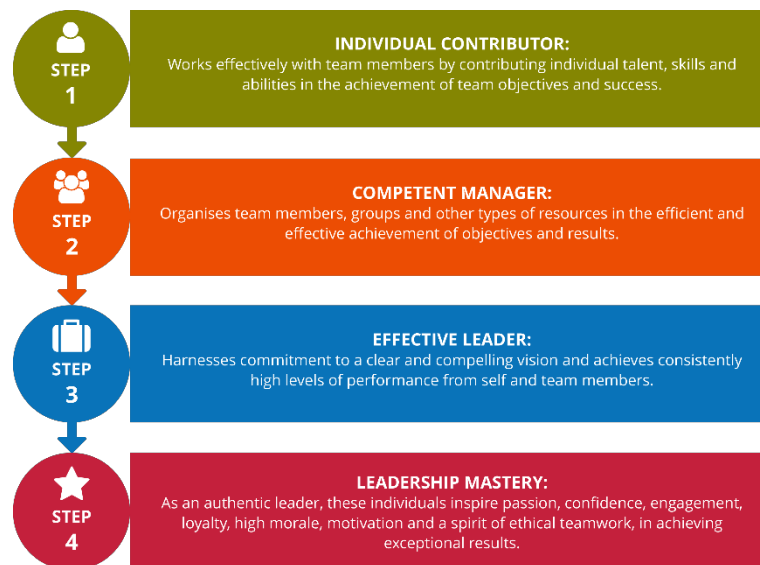 STEP
1
INDIVIDUAL CONTRIBUTOR:
Works effectively with team members by contributing individual talent, skills and
abilities in the achievement of team objectives and success.
STEP
2
COMPETENT MANAGER:
Organises team members, groups and other types of resources in the efficient and
effective achievement of objectives and results.
STEP
3
EFFECTIVE LEADER:
Harnesses commitment to a clear and compelling vision and achieves consistently
high levels of performance from self and team members.
STEP
4
LEADERSHIP MASTERY:
As an authentic leader, these individuals inspire passion, confidence, engagement,
loyalty, high morale, motivation and a spirit of ethical teamwork, in achieving
exceptional results.